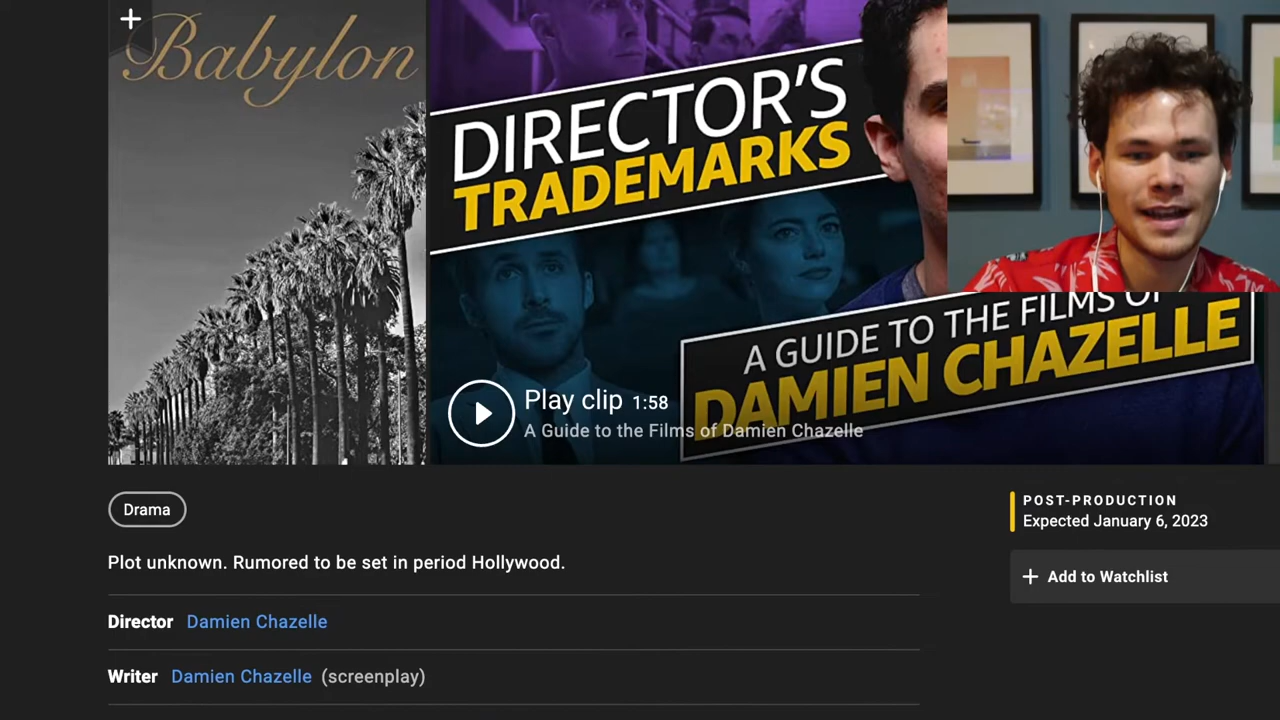 +
Babylon
DIRECTOR'S
TRADEMARKS
A GUIDE TO THE FILMS OF
DAMIEN CHAZELLE
Play clip 1:58
A Guide to the Films of Damien Chazelle
Drama
Plot unknown. Rumored to be set in period Hollywood.
Director Damien Chazelle
Writer Damien Chazelle (screenplay)
POST-PRODUCTION
Expected January 6, 2023
+ Add to Watchlist